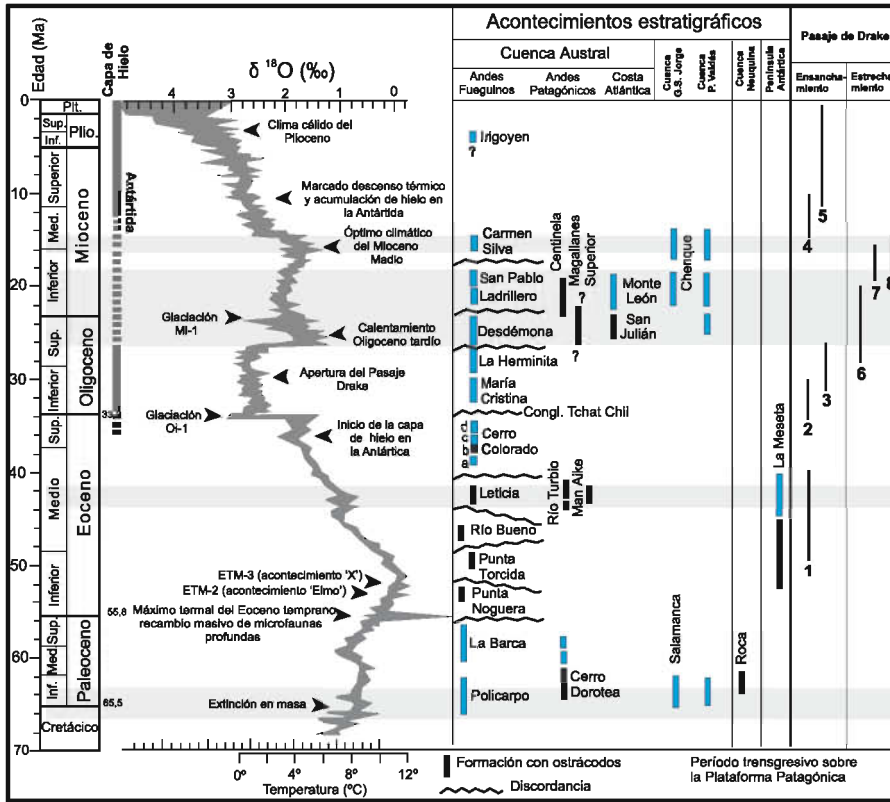 Edad (Ma)
Capa de
Hielo
δ 18O (‰)
4 3 2 1 0
Acontecimientos estratigráficos
Cuenca Austral
Andes
Fueguinos
Andes
Patagónicos
Costa
Atlántica
Cuenca
G.S. Jorge
Cuenca
P. Valdés
Cuenca
Neuquina
Península
Antártica
Pasaje de Drake
Ensancha-
miento
Estrecha-
miento
0
10
20
30
40
50
60
70
33,
55,8
65,5
Plt.
Sup.
Inf.
Plio.
Superior
Med.
Inferior
Mioceno
Sup.
Inferior
Oligoceno
Sup.
Medio
Inferior
Eoceno
Sup.
Med.
Inf.
Paleoceno
Cretácico
Antártida
Clima cálido del
Plioceno
Marcado descenso térmico
y acumulación de hielo en
la Antártida
Óptimo climático
del Mioceno
Madio
Glaciación
MI-1
Calentamiento
Oligoceno tardío
Apertura del Pasaje
Draka
Glaciación
Oi-1
Inicio de la capa
de hielo en
la Antártica
ETM-3 (acontecimiento 'X')
ETM-2 (acontecimiento 'Elmo')
Máximo termal del Eoceno temprano
recambio masivo de microfaunas
profundas
Extinción en masa
Irigoyen
?
Carmen
Silva
San Pablo
Ladrillero
Desdémona
La Herminita
María
Cristina
Congl. Tchat Chil
d
c
b
a
Cerro
Colorado
Leticia
Río Bueno
Punta
Torcida
Punta
Noguera
La Barca
Policarpo
Centinela
Magallanes
Superior
?
?
Río Turbio
Man Aike
Cerro
Dorotea
Monte
León
San
Julián
Chenque
Salamanca
Roca
La Meseta
1
2
3
4
5
6
7
8
0º 4º 8º 12º
Temperatura (ºC)
Formación con
ostrácodos
Discordancia
Período trensgresivo sobre
la Plataforma Patagónica